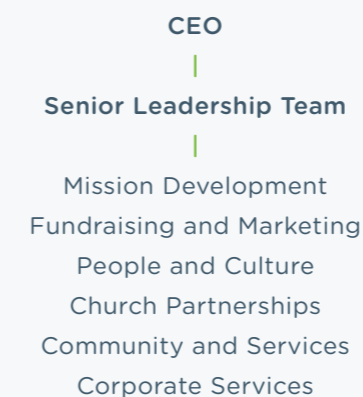 CEO
Senior Leadership Team
Mission Development
Fundraising and Marketing
People and Culture
Church Partnerships
Community and Services
Corporate Services